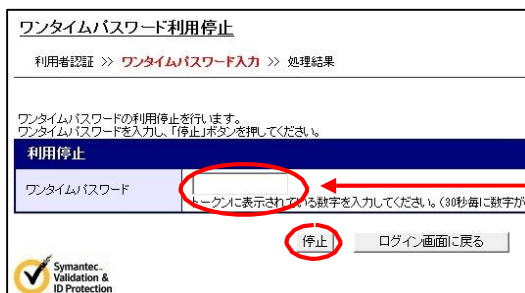 ワンタイムパスワード利用停止
利用者認証 >> ワンタイムパスワード入力 >> 処理結果
ワンタイムパスワードの利用停止を行います。
ワンタイムパスワードを入力し、「停止」ボタンを押してください。
利用停止
ワンタイムパスワード
トークンに表示されている数字を入力してください。(30秒毎に数字が
停止 ログイン画面に戻る
Symantec™
Validation &
ID Protection